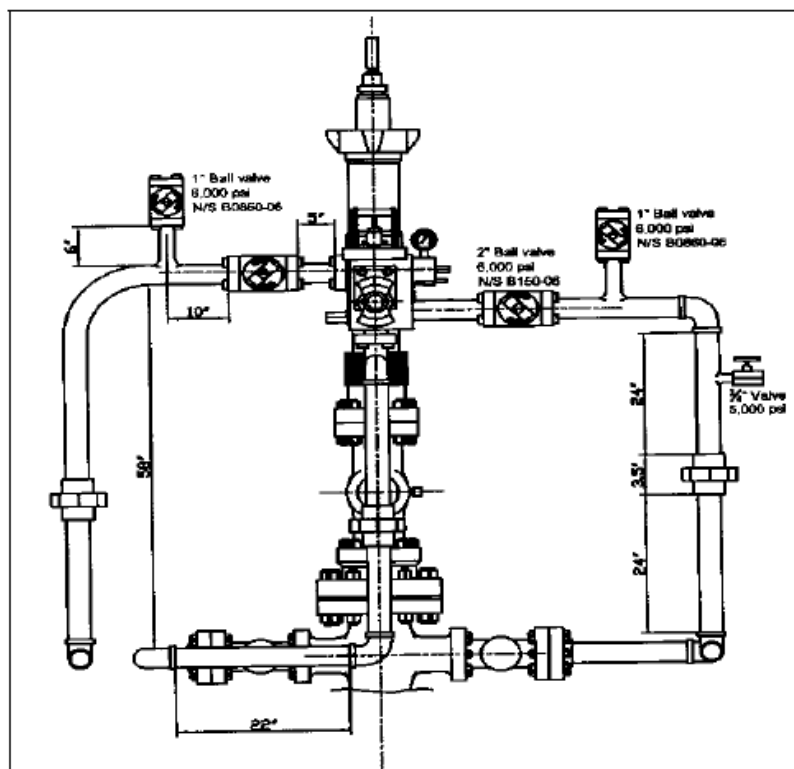 1" Ball valve
6,000 psi
N/S B0860-06
1" Ball valve
6,000 psi
N/S B0860-06
2" Ball valve
6,000 psi
N/S B150-06
6"
5"
10"
58"
24"
¾" Valve
5,000 psi
3.5"
24"
22"